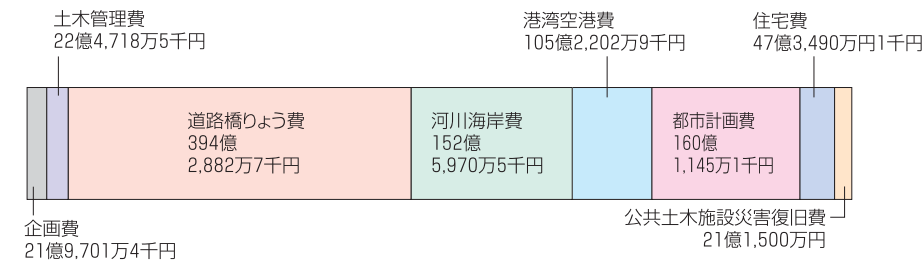 土木管理費
22億4,718万5千円
港湾空港費
105億2,202万9千円
住宅費
47億3,490万円1千円
道路橋りょう費
394億
2,882万7千円
河川海岸費
152億
5,970万5千円
都市計画費
160億
1,145万1千円
企画費
21億9,701万4千円
公共土木施設災害復旧費
21億1,500万円